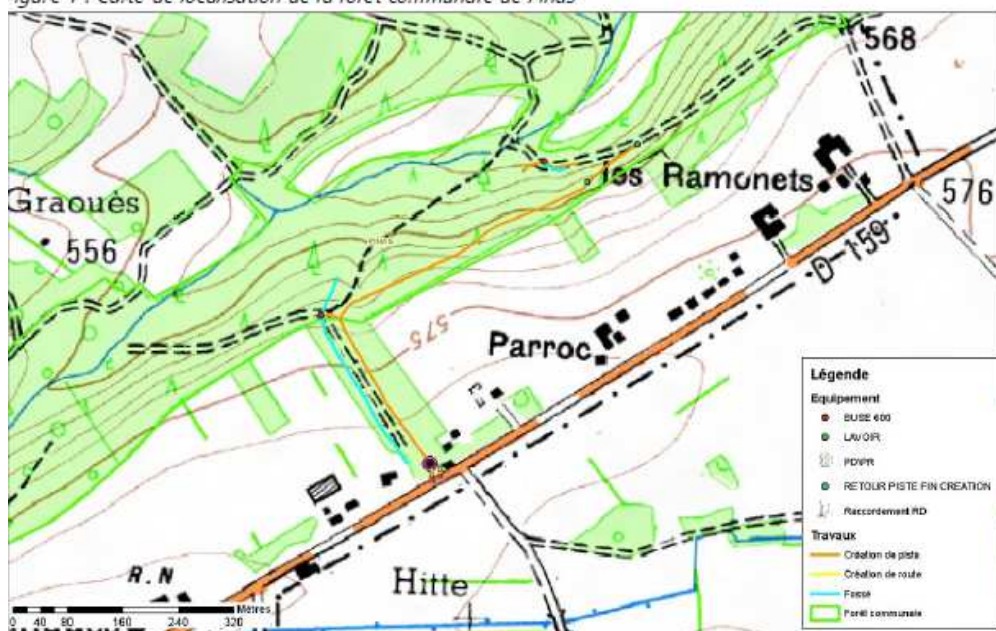 Figure 1 : Carte de localisation de la forêt communale de Pinas
568
les Ramonets
576
Graouès
556
D 159
575
Parroc
Légende
Equipement
BUSE 600
LAVOIR
PDIPR
RETOUR PISTE FIN CREATION
Raccordement RD
Travaux
Création de piste
Création de route
Fossé
Forêt communale
R.N
Hitte
Mètres
0 40 80 160 240 320